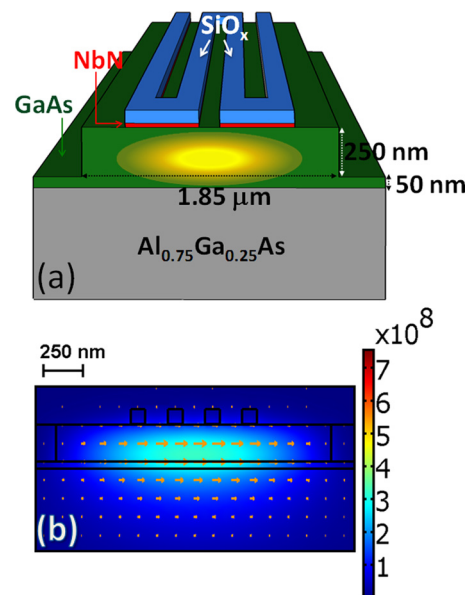 SiOx
NbN
GaAs
250 nm
50 nm
1.85 μm
Al0.75Ga0.25As
(a)
x10^8
250 nm
7
6
5
4
3
2
1
(b)